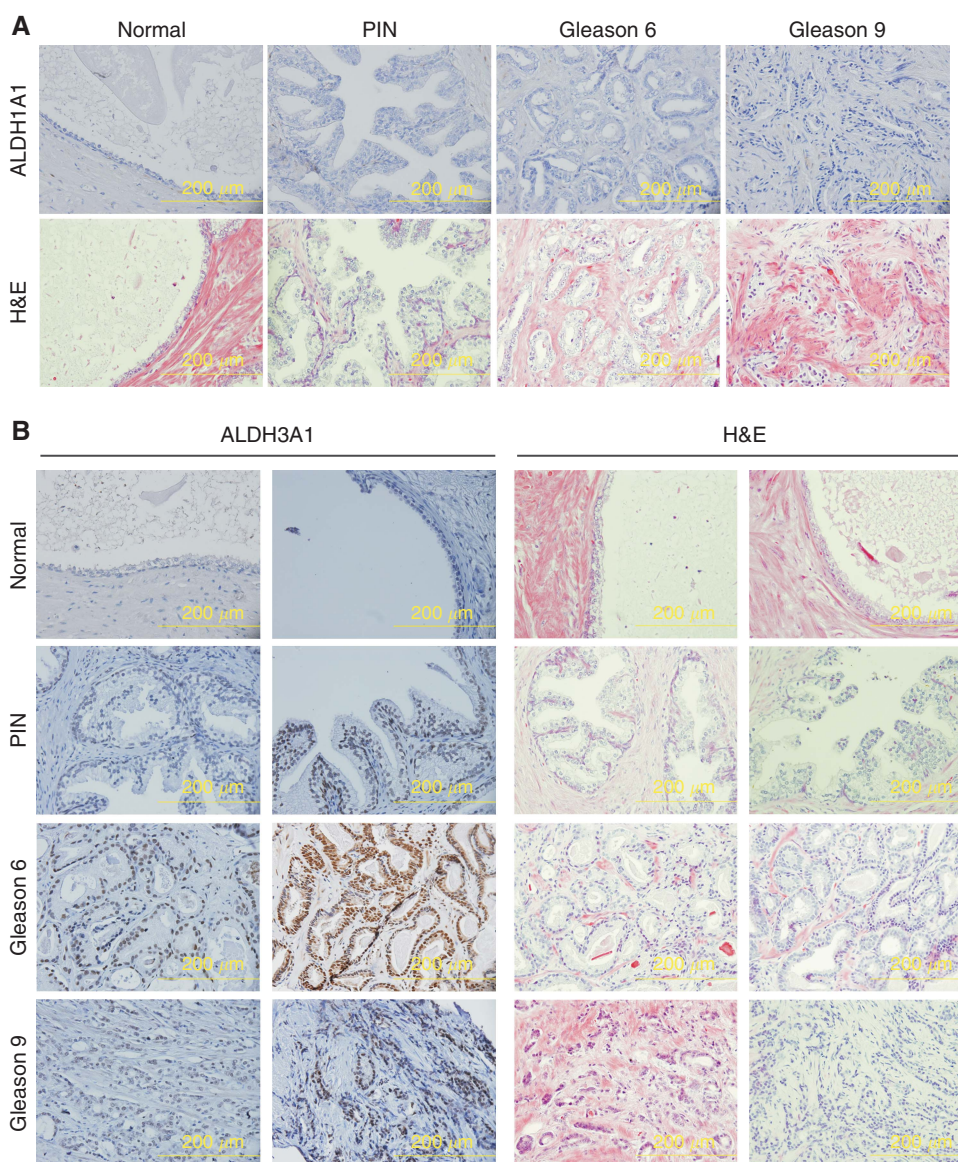 A
Normal PIN Gleason 6 Gleason 9
ALDH1A1
200 µm 200 µm 200 µm 200 µm
H&E
200 µm 200 µm 200 µm 200 µm
B
ALDH3A1 H&E
Normal
200 µm 200 µm 200 µm 200 µm
PIN
200 µm 200 µm 200 µm 200 µm
Gleason 6
200 µm 200 µm 200 µm 200 µm
Gleason 9
200 µm 200 µm 200 µm 200 µm